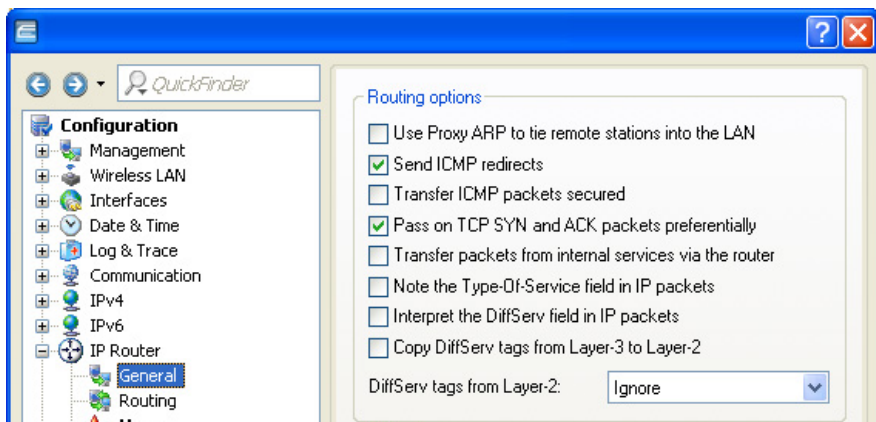 QuickFinder
Configuration
Management
Wireless LAN
Interfaces
Date & Time
Log & Trace
Communication
IPv4
IPv6
IP Router
General
Routing
Routing options
Use Proxy ARP to tie remote stations into the LAN
Send ICMP redirects
Transfer ICMP packets secured
Pass on TCP SYN and ACK packets preferentially
Transfer packets from internal services via the router
Note the Type-Of-Service field in IP packets
Interpret the DiffServ field in IP packets
Copy DiffServ tags from Layer-3 to Layer-2
DiffServ tags from Layer-2: Ignore